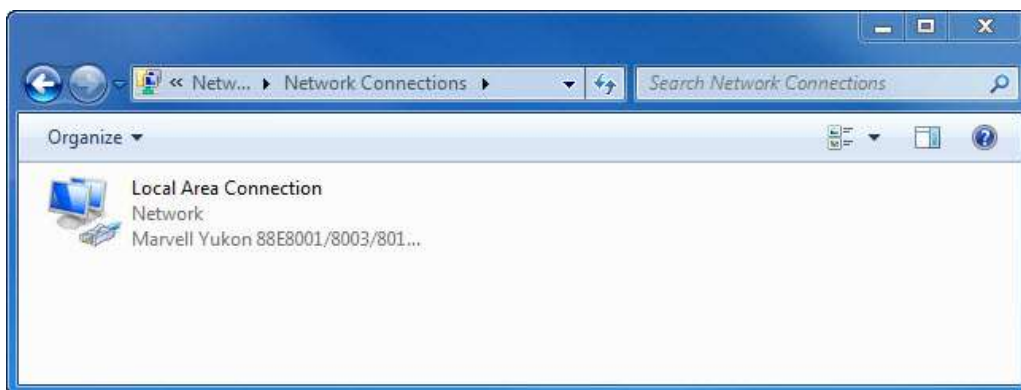 « Netw... Network Connections
Search Network Connections
Organize
Local Area Connection
Network
Marvell Yukon 88E8001/8003/801...